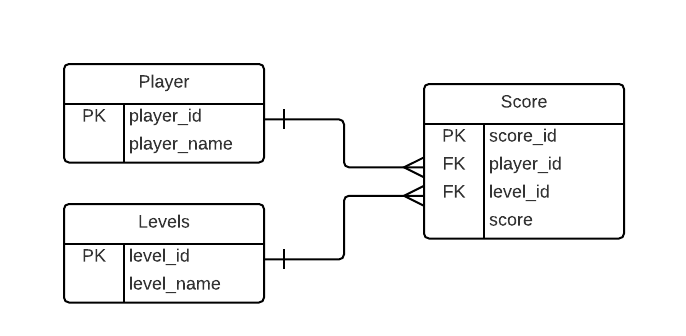 Player
PK player_id
player_name
Levels
PK level_id
level_name
Score
PK score_id
FK player_id
FK level_id
score